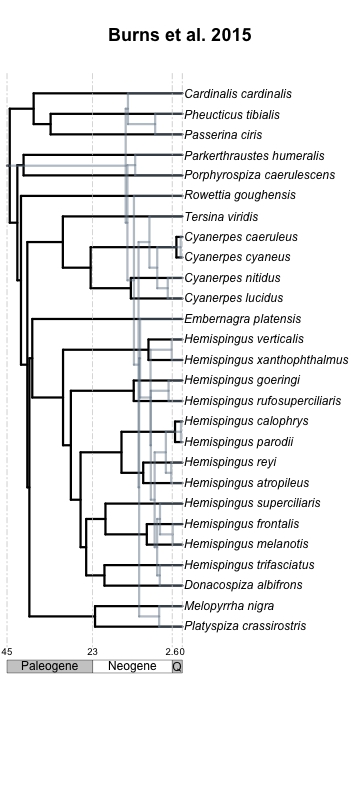 Burns et al. 2015
Cardinalis cardinalis
Pheucticus tibialis
Passerina ciris
Parkerthraustes humeralis
Porphyrospiza caerulescens
Rowettia goughensis
Tersina viridis
Cyanerpes caeruleus
Cyanerpes cyaneus
Cyanerpes nitidus
Cyanerpes lucidus
Embernagra platensis
Hemispingus verticalis
Hemispingus xanthophthalmus
Hemispingus goeringi
Hemispingus rufosuperciliaris
Hemispingus calophrys
Hemispingus parodii
Hemispingus reyi
Hemispingus atropileus
Hemispingus superciliaris
Hemispingus frontalis
Hemispingus melanotis
Hemispingus trifasciatus
Donacospiza albifrons
Melopyrrha nigra
Platyspiza crassirostris
45 23 2.6 0
Paleogene Neogene Q